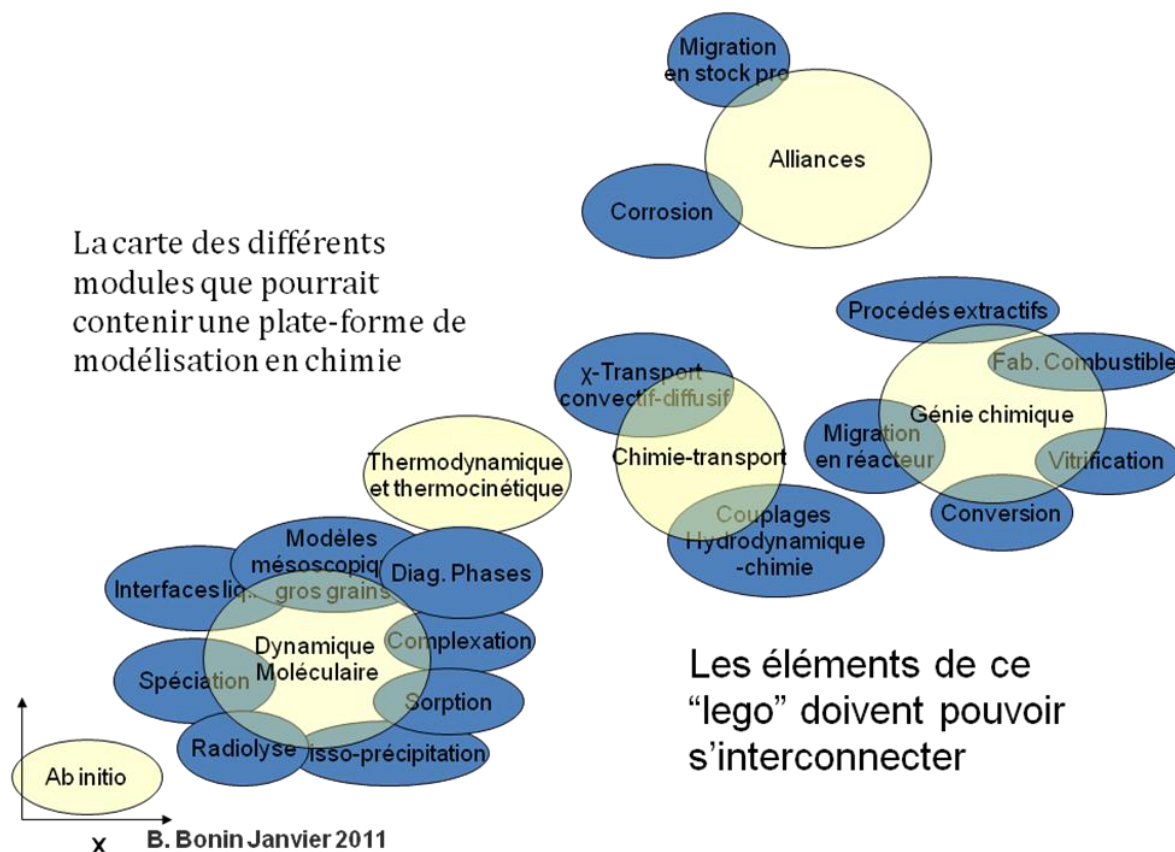 Migration
en stock pro
Alliances
Corrosion
La carte des différents
modules que pourrait
contenir une plate-forme de
modélisation en chimie
Procédés extractifs
Fab. Combustible
χ-Transport
convectif-diffusif
Génie chimique
Migration
en réacteur
Vitrification
Conversion
Chimie-transport
Thermodynamique
et thermocinétique
Couplages
Hydrodynamique
-chimie
Modèles
mésoscopiqu
gros grains
Diag. Phases
Interfaces liq..
Dynamique
Moléculaire
Complexation
Spéciation
Sorption
Radiolyse
isso-précipitation
Les éléments de ce
“lego” doivent pouvoir
s’interconnecter
Ab initio
x
B. Bonin Janvier 2011